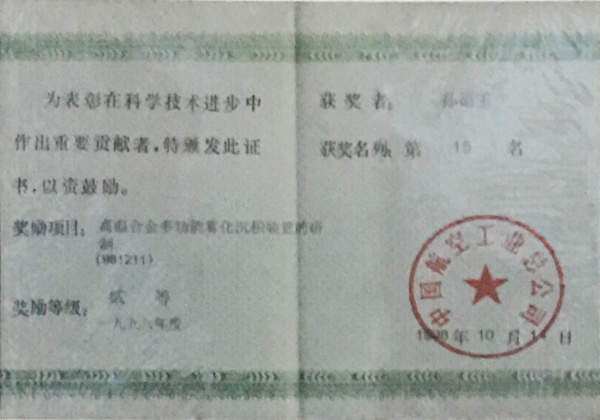 为表彰在科学技术进步中
作出重要贡献者，特颁发此证
书，以资鼓励。
奖励项目：高温合金多功能雾化沉积装置的研
制
(981211)
奖励等级：贰 等
一九九八年度
获 奖 者： 孙
获奖名列：第 15 名
中国航空工业总公司
年 10 月 14 日